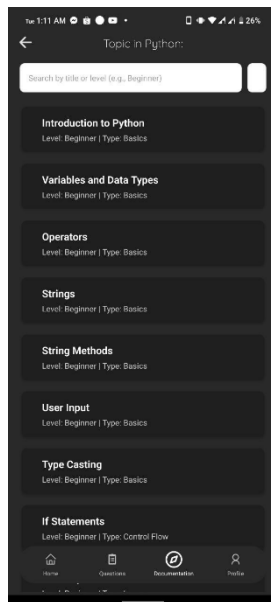 Tue 1:11 AM 26%
Topic in Python:
Search by title or level (e.g., Beginner)
Introduction to Python
Level: Beginner | Type: Basics
Variables and Data Types
Level: Beginner | Type: Basics
Operators
Level: Beginner | Type: Basics
Strings
Level: Beginner | Type: Basics
String Methods
Level: Beginner | Type: Basics
User Input
Level: Beginner | Type: Basics
Type Casting
Level: Beginner | Type: Basics
If Statements
Level: Beginner | Type: Control Flow
Home Questions Documentation Profile